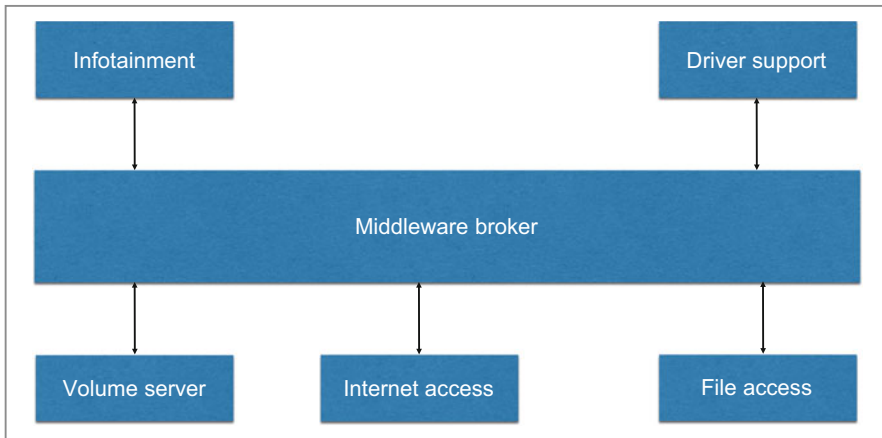 Infotainment
Driver support
Middleware broker
Volume server
Internet access
File access